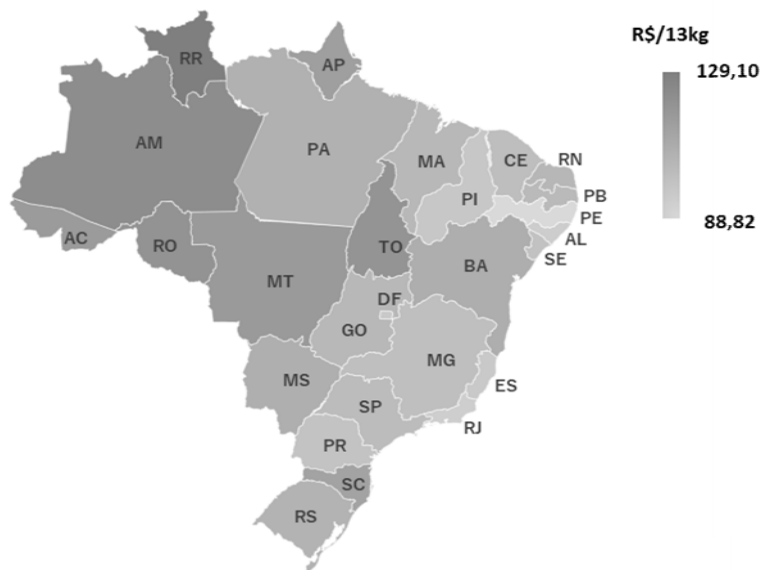 R$/13kg
129,10
88,82
RR
AP
AM
PA
MA
CE
RN
PI
PB
PE
AL
SE
AC
RO
TO
BA
MT
DF
GO
MG
MS
ES
SP
RJ
PR
SC
RS